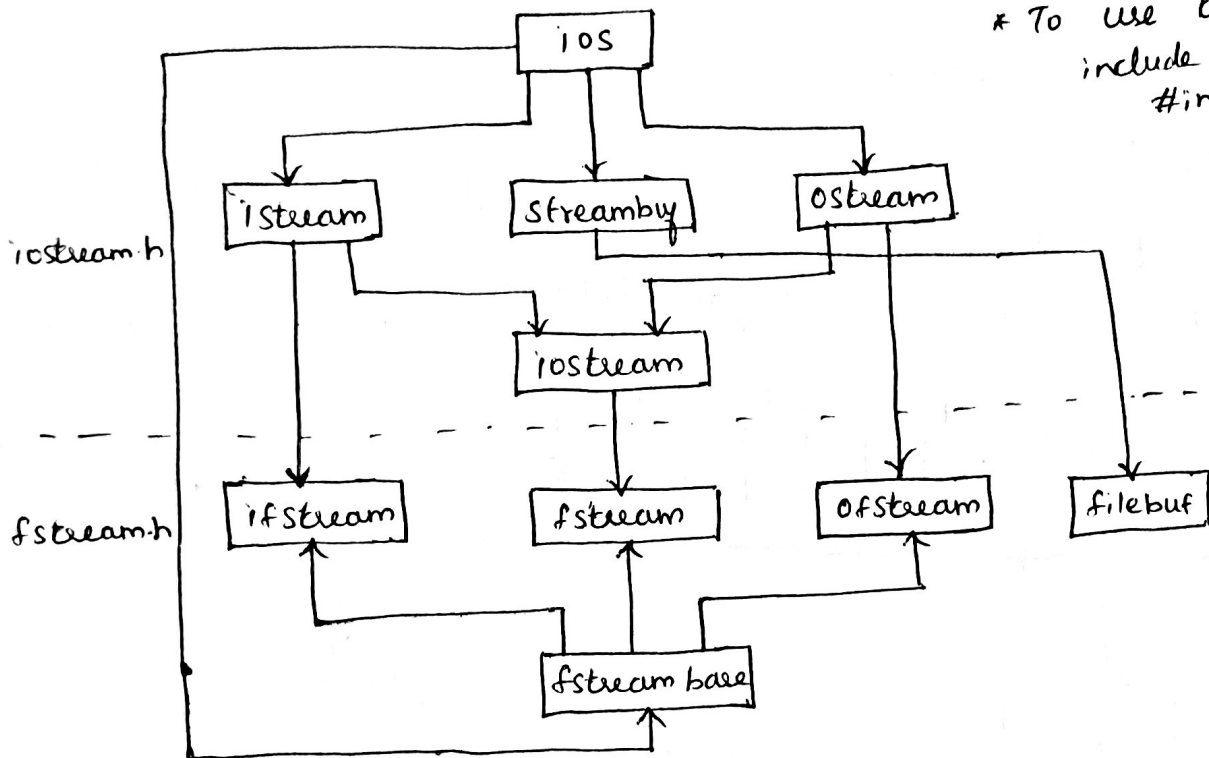 ios
* To use
include
#in
istream
streambuf
ostream
iostream.h
iostream
fstream.h
ifstream
fstream
ofstream
filebuf
fstream base